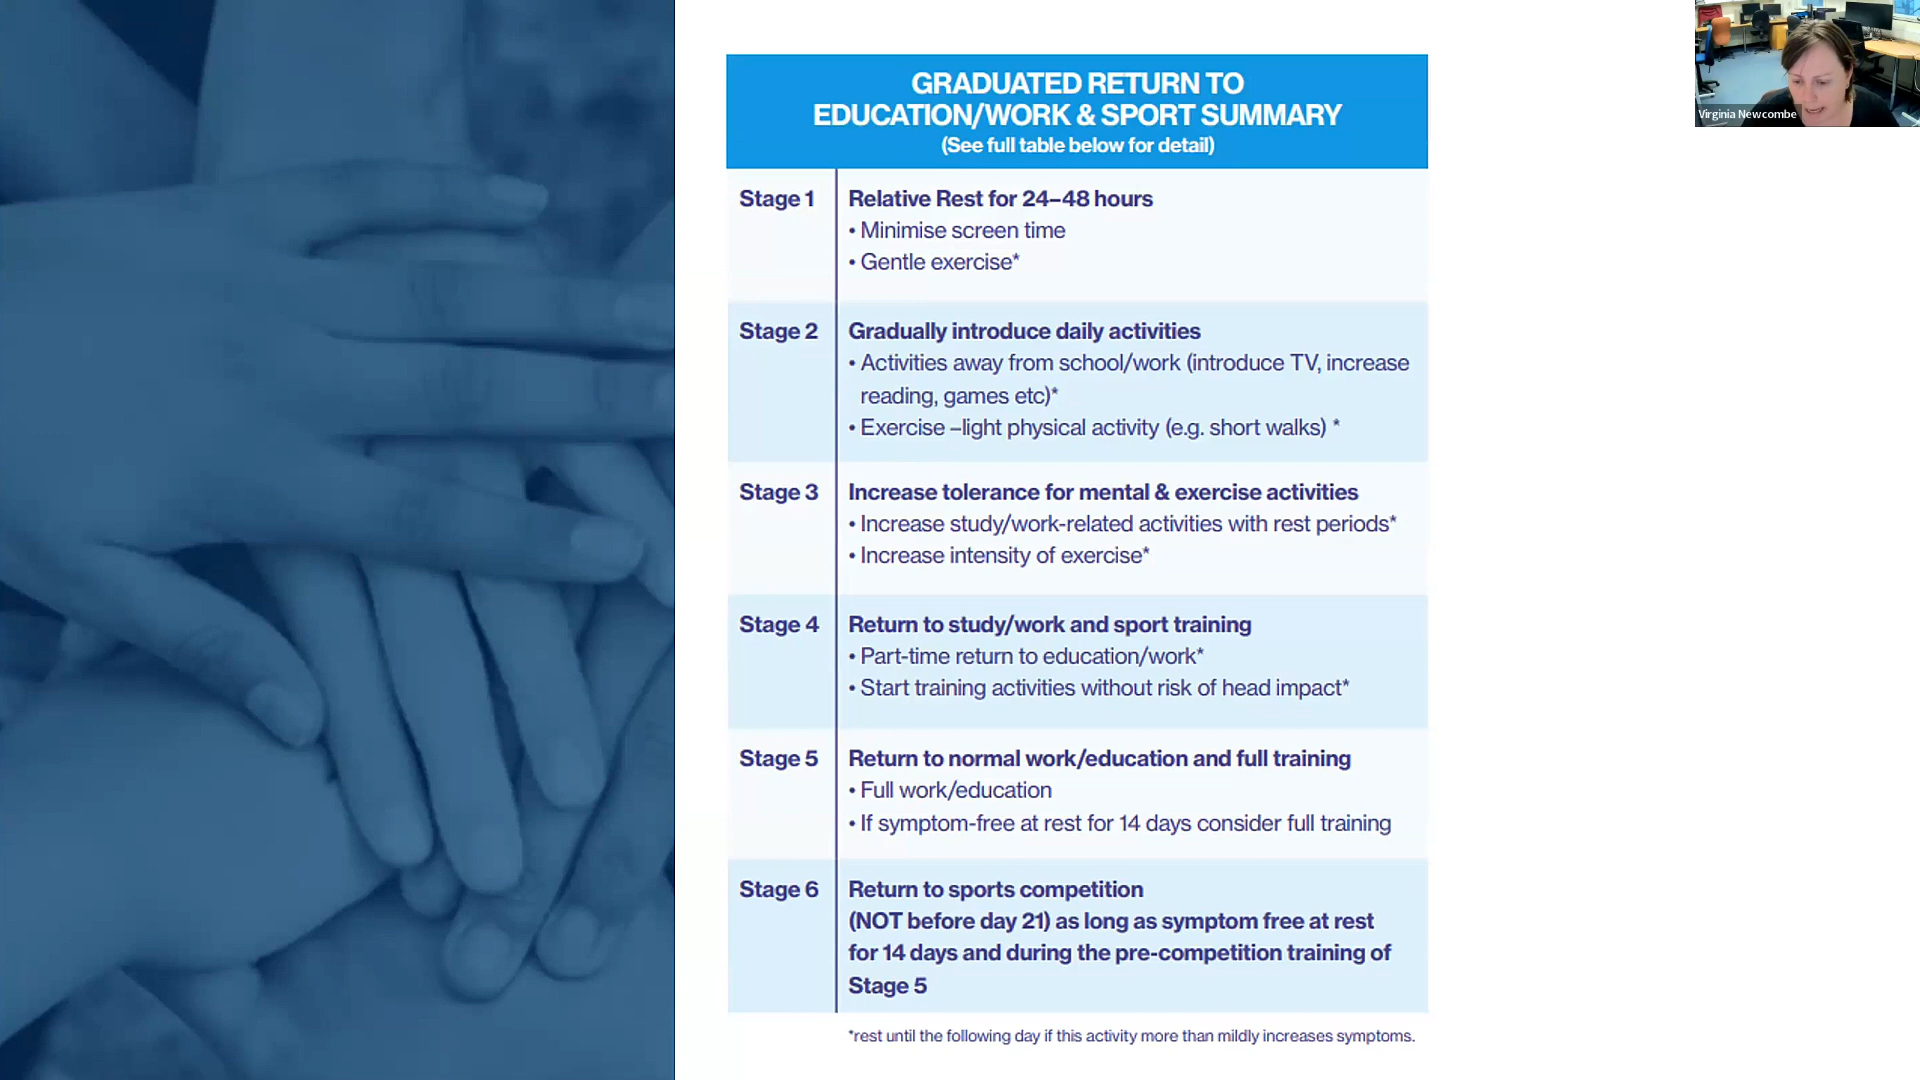 GRADUATED RETURN TO
EDUCATION/WORK & SPORT SUMMARY
(See full table below for detail)
Stage 1
Relative Rest for 24–48 hours
• Minimise screen time
• Gentle exercise*
Stage 2
Gradually introduce daily activities
• Activities away from school/work (introduce TV, increase
reading, games etc)*
• Exercise –light physical activity (e.g. short walks) *
Stage 3
Increase tolerance for mental & exercise activities
• Increase study/work-related activities with rest periods*
• Increase intensity of exercise*
Stage 4
Return to study/work and sport training
• Part-time return to education/work*
• Start training activities without risk of head impact*
Stage 5
Return to normal work/education and full training
• Full work/education
• If symptom-free at rest for 14 days consider full training
Stage 6
Return to sports competition
(NOT before day 21) as long as symptom free at rest
for 14 days and during the pre-competition training of
Stage 5
*rest until the following day if this activity more than mildly increases symptoms.
Virginia Newcombe